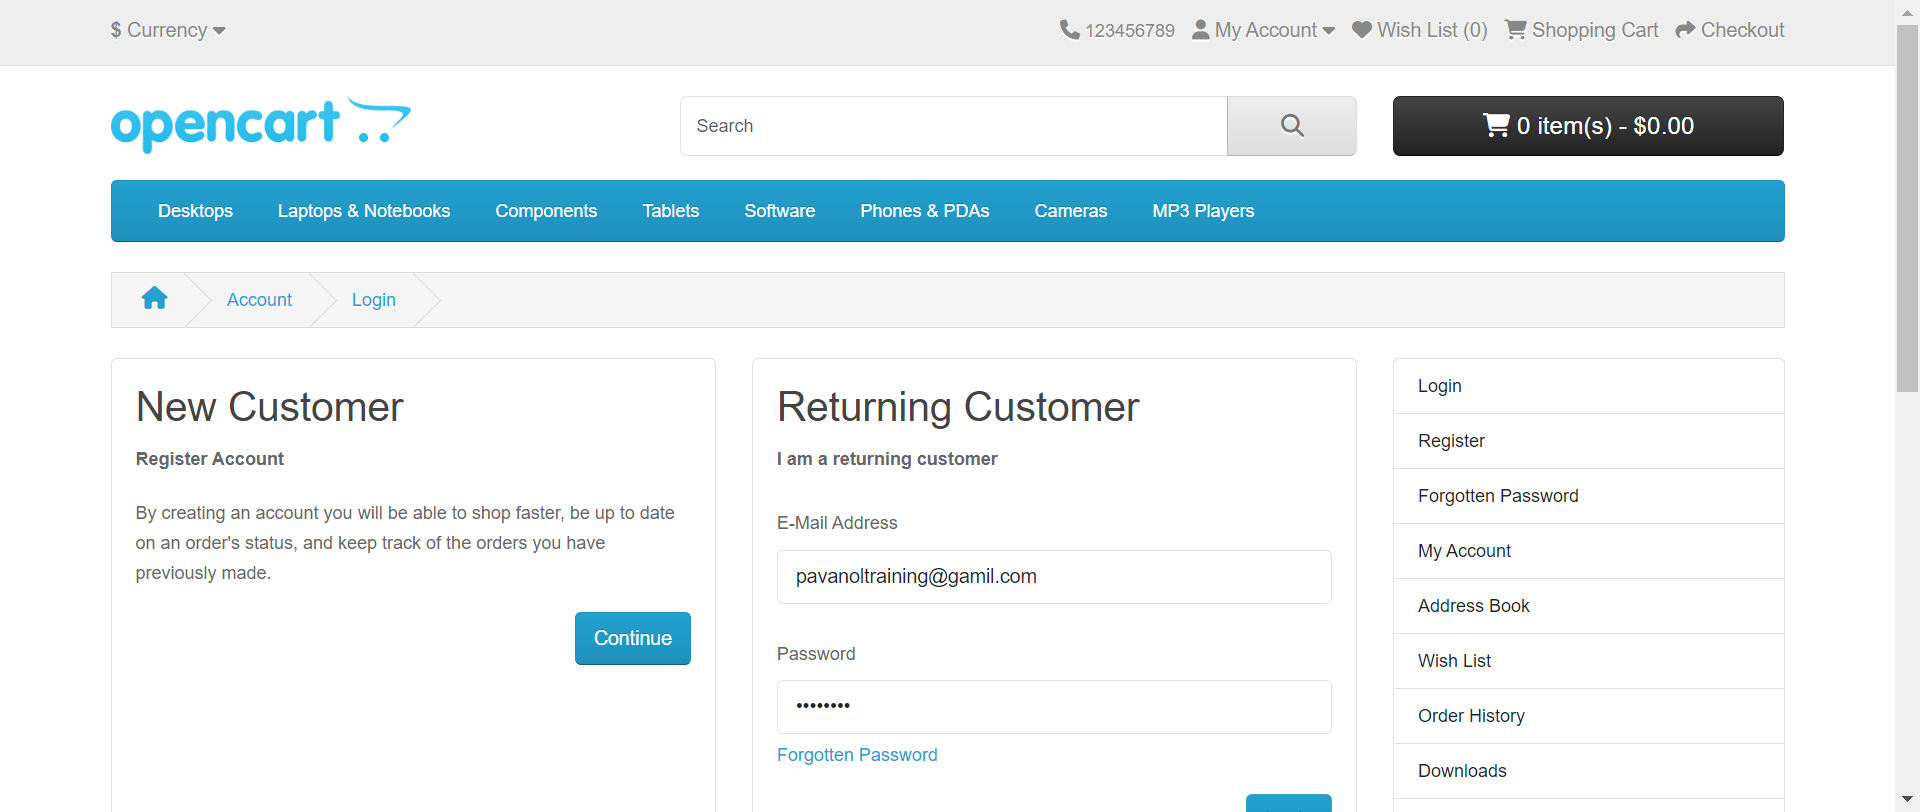 $ Currency
123456789 My Account Wish List (0) Shopping Cart Checkout
opencart
Search
0 item(s) - $0.00
Desktops Laptops & Notebooks Components Tablets Software Phones & PDAs Cameras MP3 Players
Account Login
New Customer
Register Account
By creating an account you will be able to shop faster, be up to date
on an order's status, and keep track of the orders you have
previously made.
Continue
Returning Customer
I am a returning customer
E-Mail Address
pavanoltraining@gamil.com
Password
••••••••
Forgotten Password
Login
Register
Forgotten Password
My Account
Address Book
Wish List
Order History
Downloads